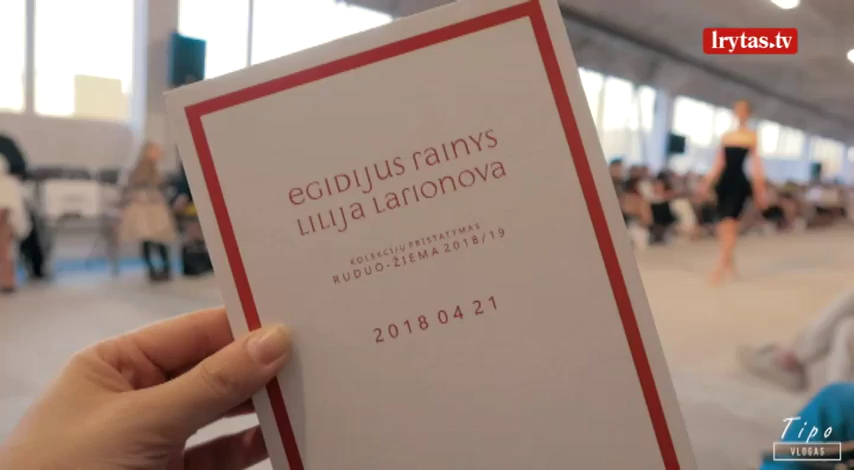 lrytas.tv
EGIDIJUS RAINYS
LILIJA LARIONOVA
KOLEKCIJŲ PRISTATYMAS
RUDUO-ŽIEMA 2018/19
2018 04 21
Tipo
VLOGAS